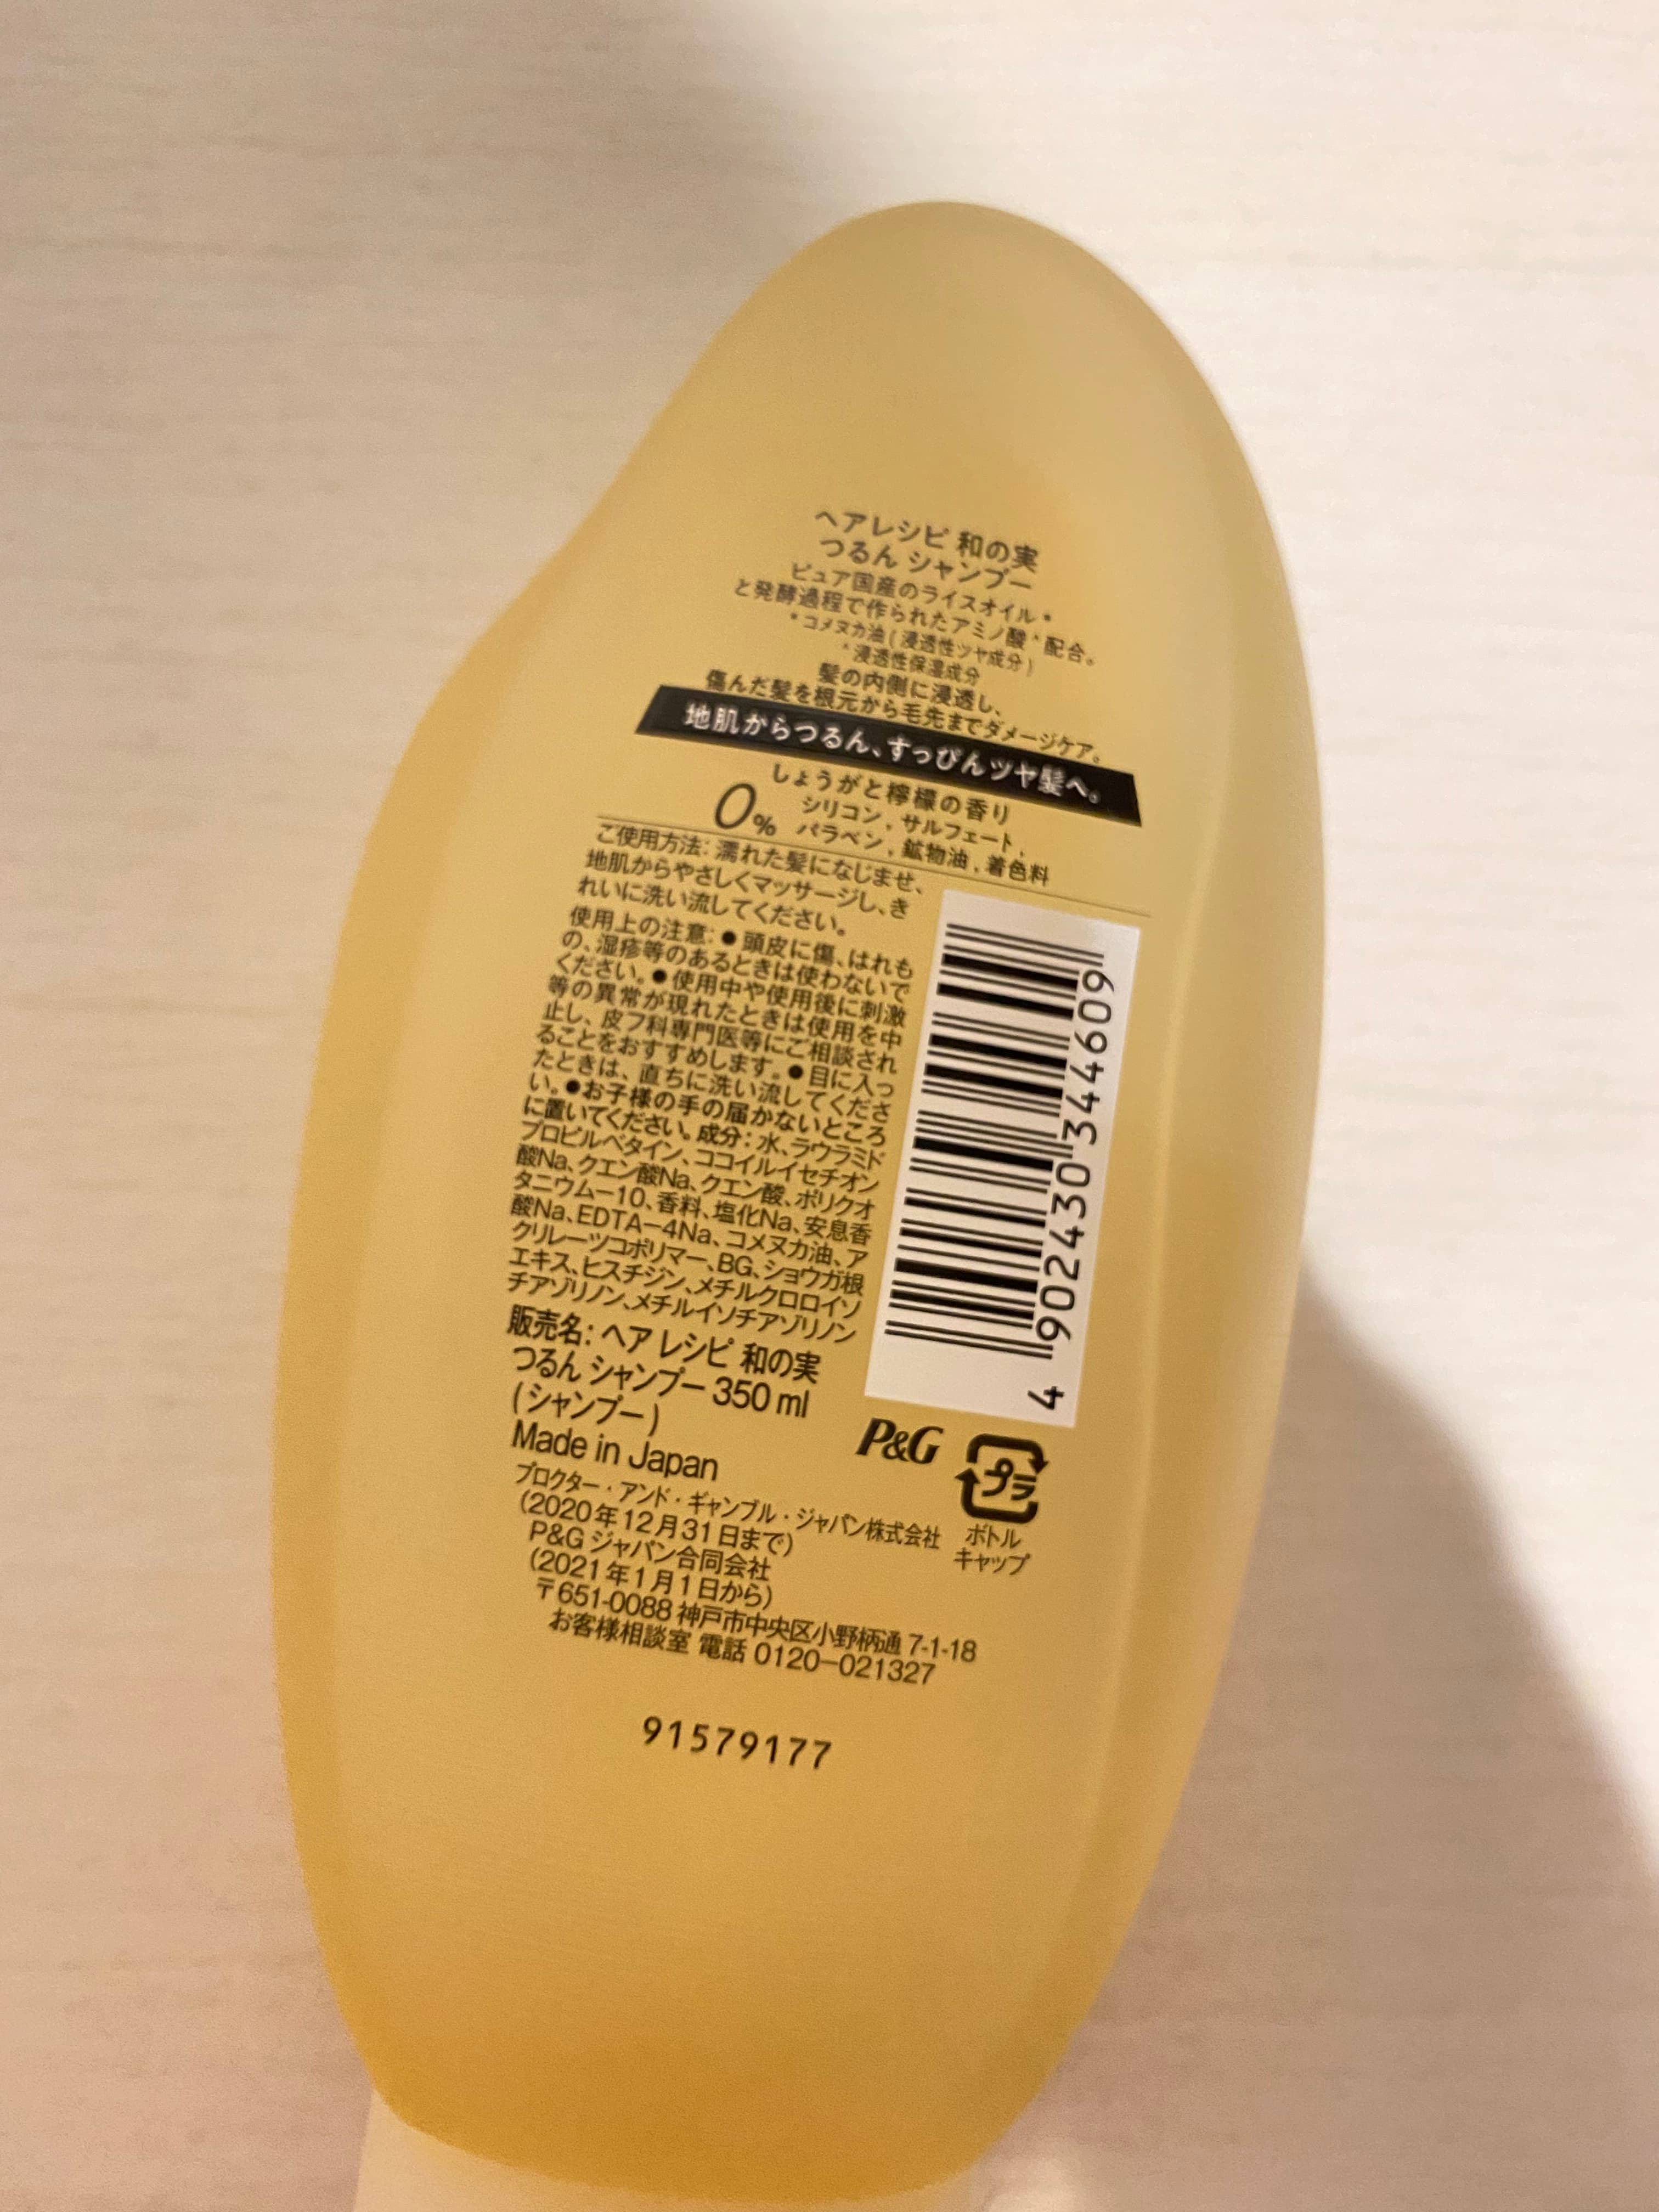 ヘアレシピ 和の実
つるん シャンプー
ピュア国産のライスオイル*
と発酵過程で作られたアミノ酸^配合。
*コメヌカ油(浸透性ツヤ成分)
^浸透性保湿成分
髪の内側に浸透し、
傷んだ髪を根元から毛先までダメージケア。
地肌からつるん、すっぴんツヤ髪へ。
しょうがと檸檬の香り
0% シリコン, サルフェート,
パラベン, 鉱物油, 着色料
ご使用方法: 濡れた髪になじませ、
地肌からやさしくマッサージし、き
れいに洗い流してください。
使用上の注意: ●頭皮に傷、はれも
の、湿疹等のあるときは使わないで
ください。●使用中や使用後に刺激
等の異常が現れたときは使用を中
止し、皮フ科専門医等にご相談され
ることをおすすめします。●目に入っ
たときは、直ちに洗い流してくださ
い。●お子様の手の届かないところ
に置いてください。成分: 水、ラウラミド
プロピルベタイン、ココイルイセチオン
酸Na、クエン酸Na、クエン酸、ポリクオ
タニウム－10、香料、塩化Na、安息香
酸Na、EDTA－4Na、コメヌカ油、ア
クリレーツコポリマー、BG、ショウガ根
エキス、ヒスチジン、メチルクロロイソ
チアゾリノン、メチルイソチアゾリノン
販売名: ヘア レシピ 和の実
つるん シャンプー 350 ml
(シャンプー)
Made in Japan
プロクター・アンド・ギャンブル・ジャパン株式会社
(2020年12月31日まで)
P&G ジャパン合同会社
(2021年1月1日から)
〒651-0088 神戸市中央区小野柄通 7-1-18
お客様相談室 電話 0120－021327
4 902430 344609
P&G
プラ
ボトル
キャップ
91579177